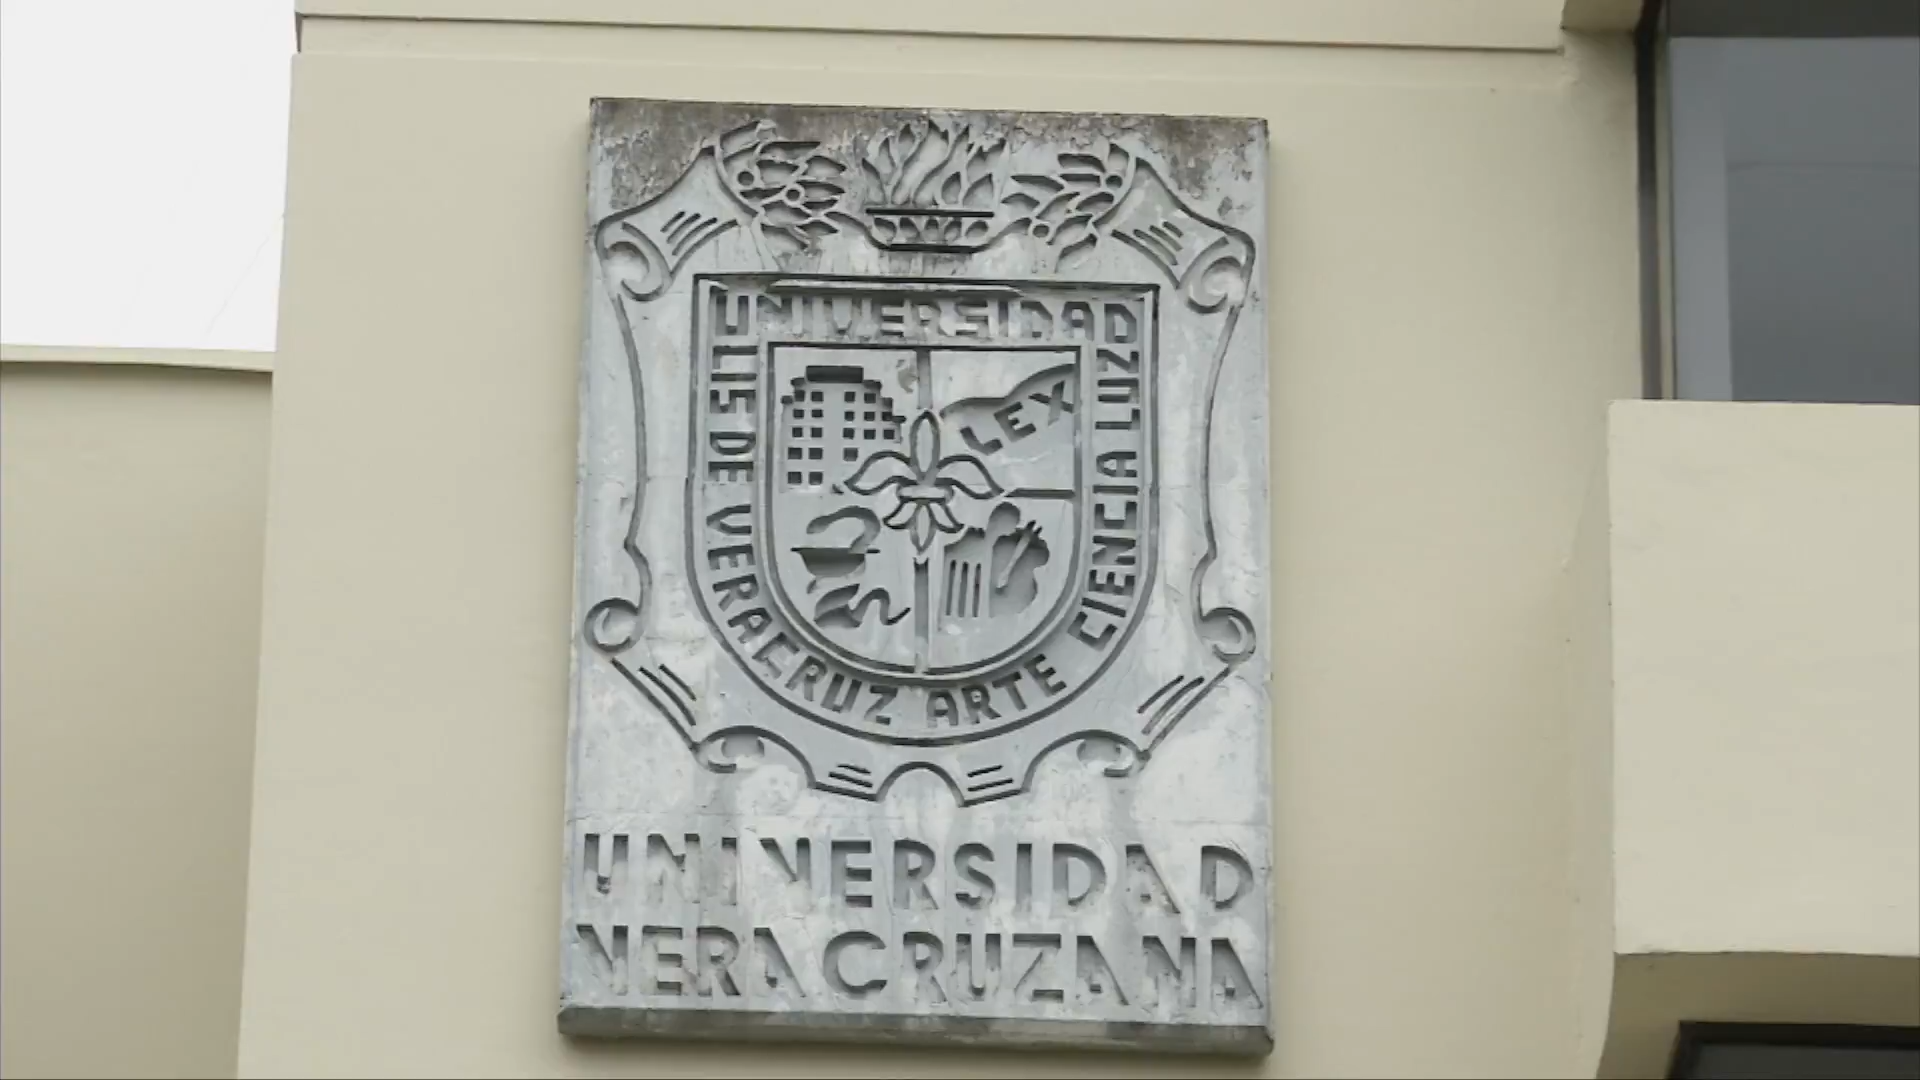 UNIVERSIDAD
LIS DE VERACRUZ ARTE CIENCIA LUZ
LEX
UNIVERSIDAD
VERACRUZANA